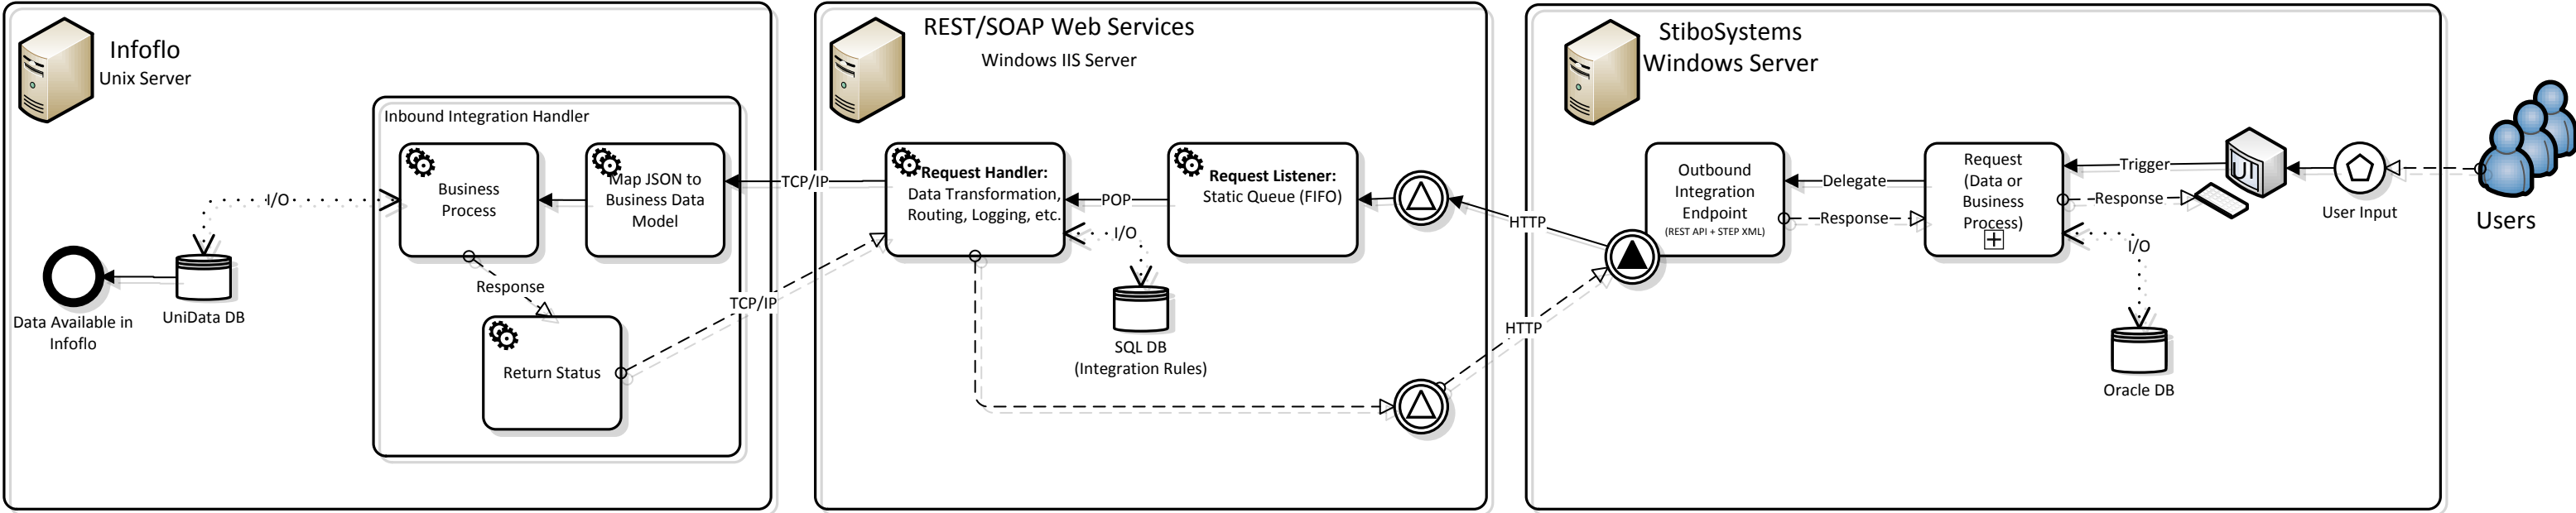 Infoflo
Unix Server
Inbound Integration Handler
Business
Process
Map JSON to
Business Data
Model
I/O
Response
Return Status
UniData DB
Data Available in
Infoflo
TCP/IP
TCP/IP
REST/SOAP Web Services
Windows IIS Server
Request Handler:
Data Transformation,
Routing, Logging, etc.
POP
Request Listener:
Static Queue (FIFO)
I/O
SQL DB
(Integration Rules)
HTTP
HTTP
StiboSystems
Windows Server
Outbound
Integration
Endpoint
(REST API + STEP XML)
Delegate
Response
Request
(Data or
Business
Process)
Trigger
Response
I/O
Oracle DB
UI
User Input
Users